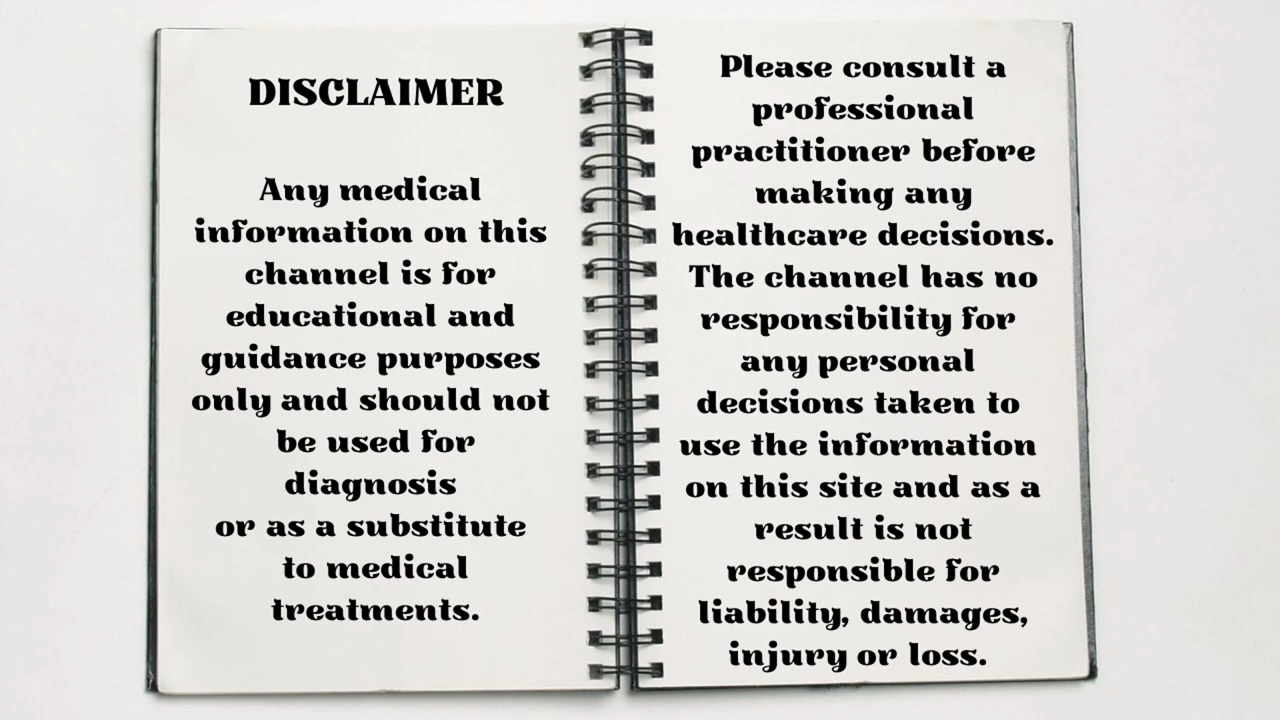 DISCLAIMER
Any medical
information on this
channel is for
educational and
guidance purposes
only and should not
be used for
diagnosis
or as a substitute
to medical
treatments.
Please consult a
professional
practitioner before
making any
healthcare decisions.
The channel has no
responsibility for
any personal
decisions taken to
use the information
on this site and as a
result is not
responsible for
liability, damages,
injury or loss.